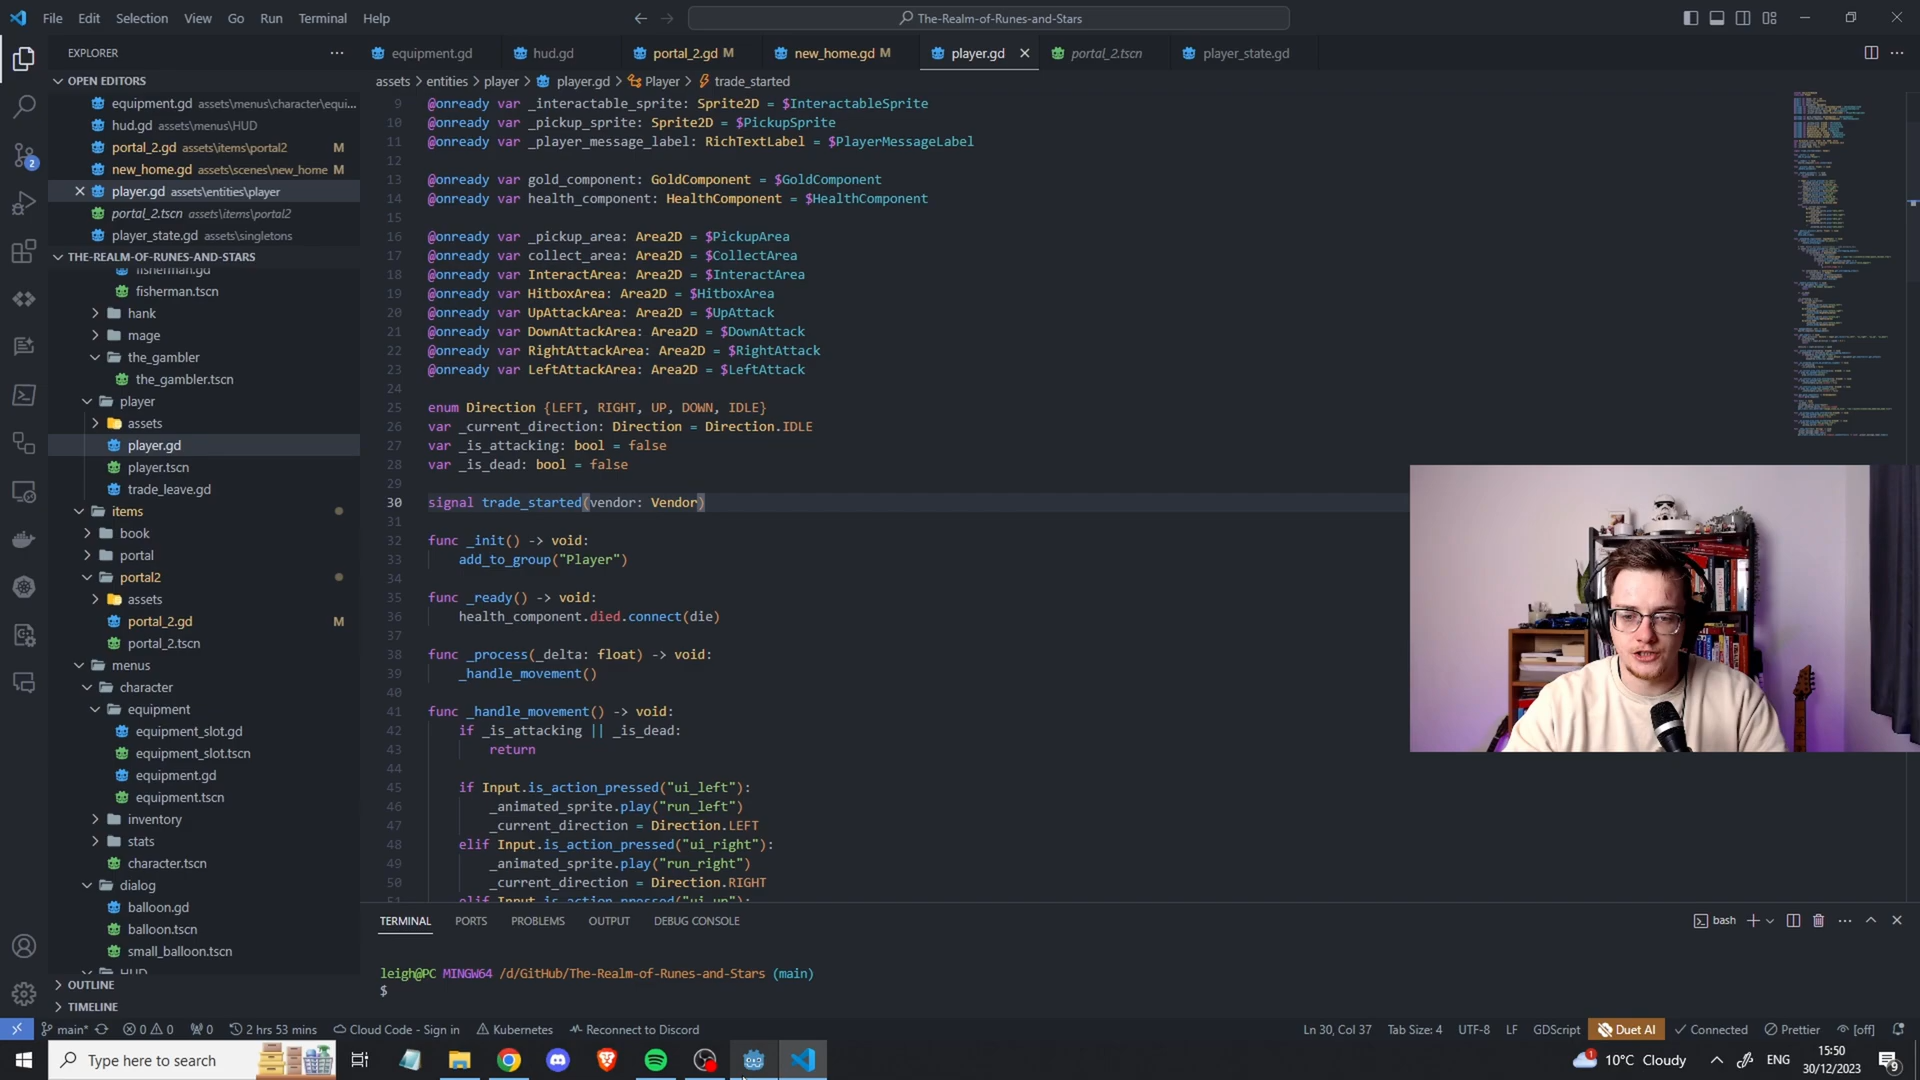 File Edit Selection View Go Run Terminal Help
The-Realm-of-Runes-and-Stars
EXPLORER
equipment.gd
hud.gd
portal_2.gd M
new_home.gd M
player.gd
portal_2.tscn
player_state.gd
OPEN EDITORS
equipment.gd assets\menus\character\equi...
hud.gd assets\menus\HUD
portal_2.gd assets\items\portal2 M
new_home.gd assets\scenes\new_home M
player.gd assets\entities\player
portal_2.tscn assets\items\portal2
player_state.gd assets\singletons
2
THE-REALM-OF-RUNES-AND-STARS
fisherman.gd
fisherman.tscn
hank
mage
the_gambler
the_gambler.tscn
player
assets
player.gd
player.tscn
trade_leave.gd
items
book
portal
portal2
assets
portal_2.gd M
portal_2.tscn
menus
character
equipment
equipment_slot.gd
equipment_slot.tscn
equipment.gd
equipment.tscn
inventory
stats
character.tscn
dialog
balloon.gd
balloon.tscn
small_balloon.tscn
HUD
OUTLINE
TIMELINE
assets > entities > player > player.gd > Player > trade_started
9 @onready var _interactable_sprite: Sprite2D = $InteractableSprite
10 @onready var _pickup_sprite: Sprite2D = $PickupSprite
11 @onready var _player_message_label: RichTextLabel = $PlayerMessageLabel
12
13 @onready var gold_component: GoldComponent = $GoldComponent
14 @onready var health_component: HealthComponent = $HealthComponent
15
16 @onready var _pickup_area: Area2D = $PickupArea
17 @onready var collect_area: Area2D = $CollectArea
18 @onready var InteractArea: Area2D = $InteractArea
19 @onready var HitboxArea: Area2D = $HitboxArea
20 @onready var UpAttackArea: Area2D = $UpAttack
21 @onready var DownAttackArea: Area2D = $DownAttack
22 @onready var RightAttackArea: Area2D = $RightAttack
23 @onready var LeftAttackArea: Area2D = $LeftAttack
24
25 enum Direction {LEFT, RIGHT, UP, DOWN, IDLE}
26 var _current_direction: Direction = Direction.IDLE
27 var _is_attacking: bool = false
28 var _is_dead: bool = false
29
30 signal trade_started(vendor: Vendor)
31
32 func _init() -> void:
33 add_to_group("Player")
34
35 func _ready() -> void:
36 health_component.died.connect(die)
37
38 func _process(_delta: float) -> void:
39 _handle_movement()
40
41 func _handle_movement() -> void:
42 if _is_attacking || _is_dead:
43 return
44
45 if Input.is_action_pressed("ui_left"):
46 _animated_sprite.play("run_left")
47 _current_direction = Direction.LEFT
48 elif Input.is_action_pressed("ui_right"):
49 _animated_sprite.play("run_right")
50 _current_direction = Direction.RIGHT
51 elif Input.is_action_pressed("ui_up"):
TERMINAL PORTS PROBLEMS OUTPUT DEBUG CONSOLE
bash
leigh@PC MINGW64 /d/GitHub/The-Realm-of-Runes-and-Stars (main)
$
main* 0 0 0 2 hrs 53 mins Cloud Code - Sign in Kubernetes Reconnect to Discord
Ln 30, Col 37 Tab Size: 4 UTF-8 LF GDScript Duet AI Connected Prettier [off]
Type here to search
1 10°C Cloudy ENG
15:50
30/12/2023
9